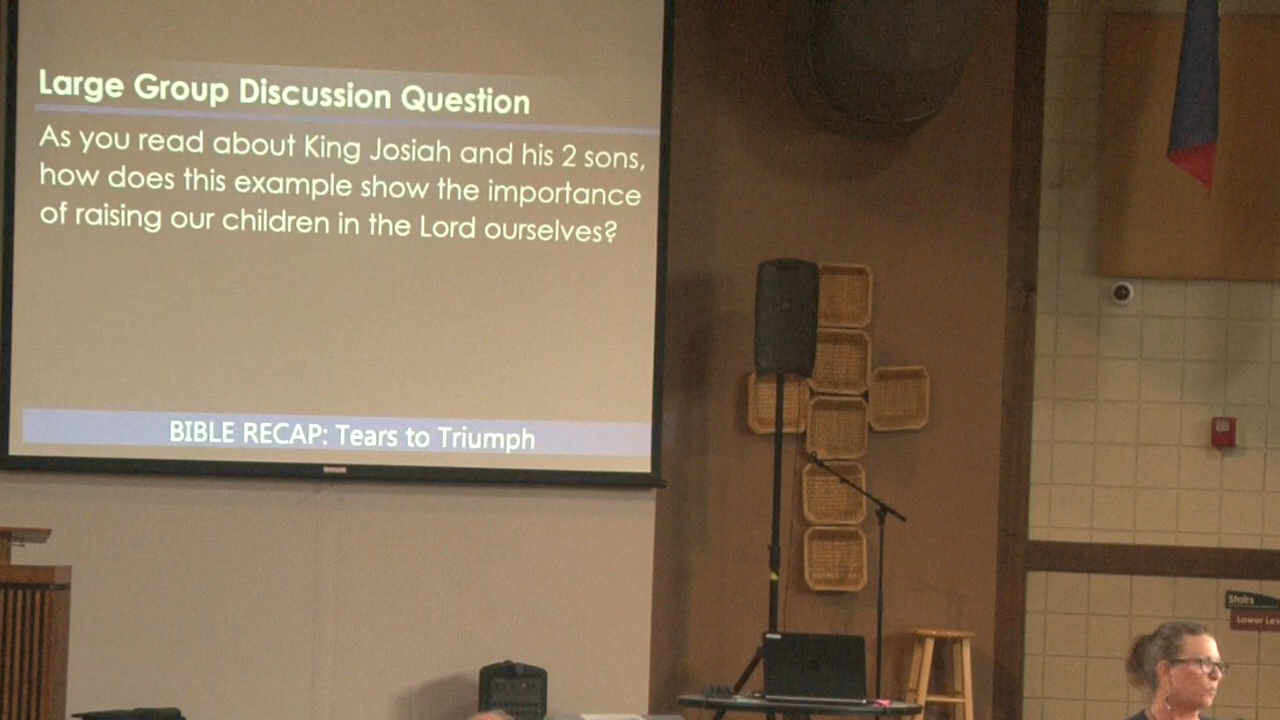 Large Group Discussion Question
As you read about King Josiah and his 2 sons,
how does this example show the importance
of raising our children in the Lord ourselves?
BIBLE RECAP: Tears to Triumph
Stairs
Lower